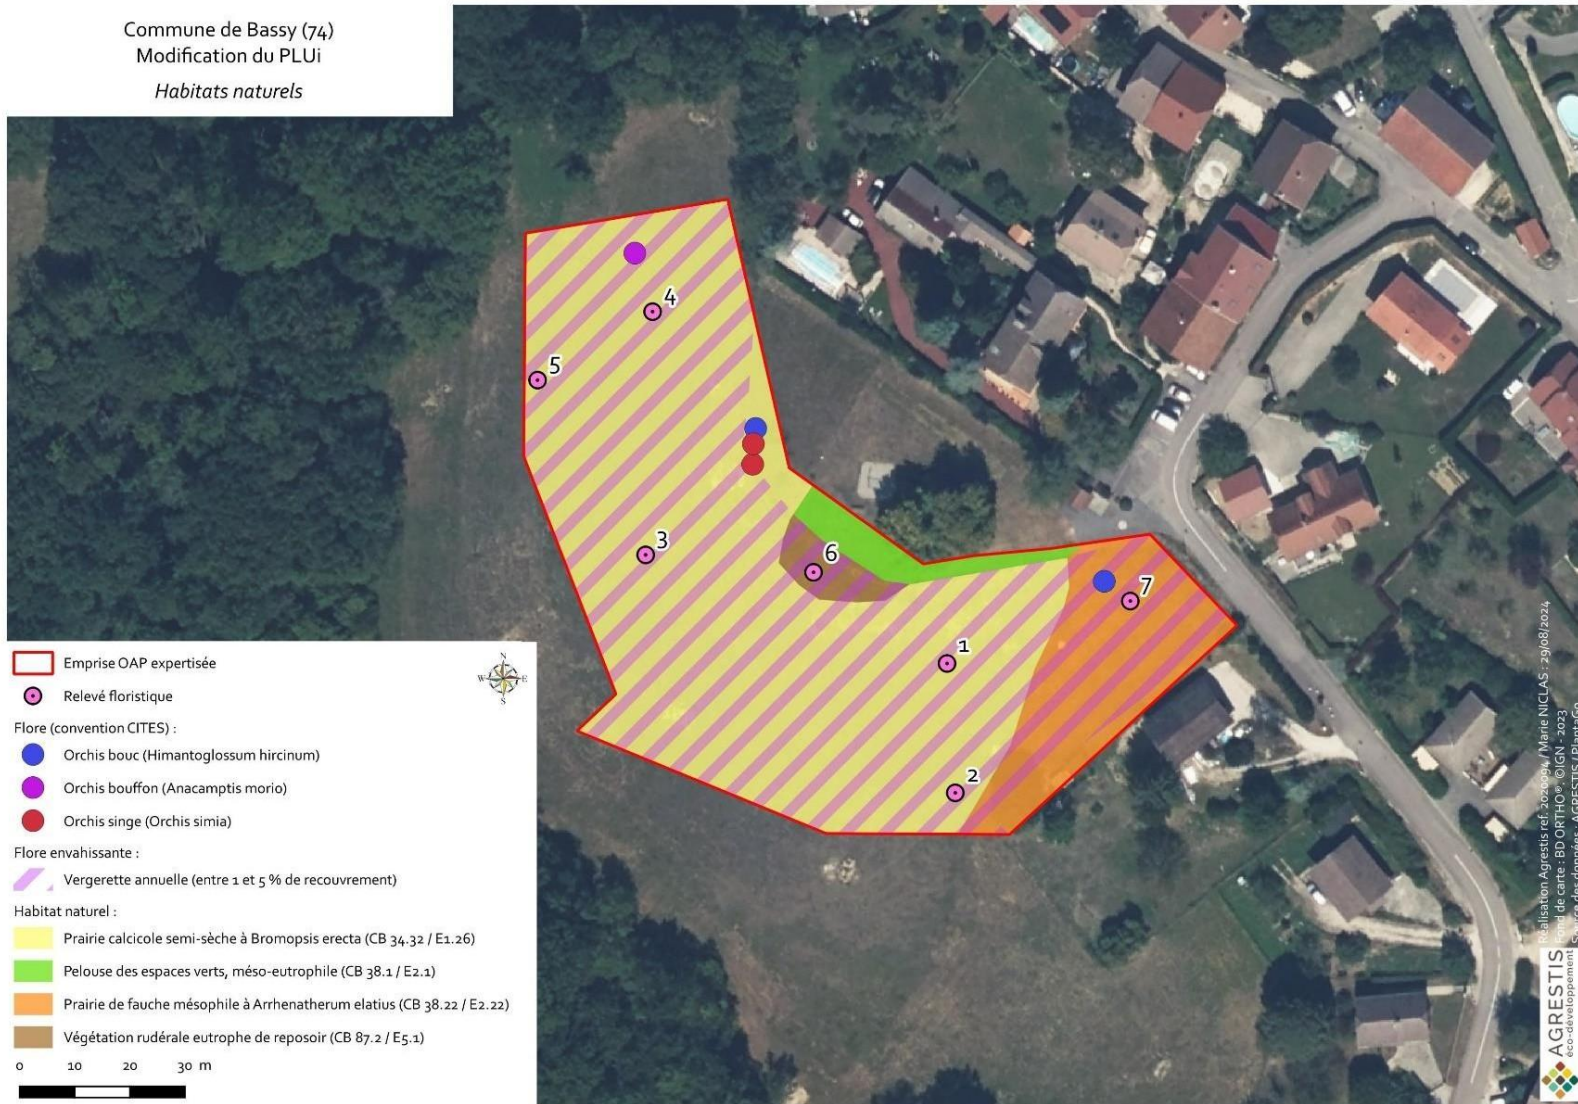 Commune de Bassy (74)
Modification du PLUi
Habitats naturels
4
5
3
6
7
1
2
Emprise OAP expertisée
N
W E
S
Relevé floristique
Flore (convention CITES) :
Orchis bouc (Himantoglossum hircinum)
Orchis bouffon (Anacamptis morio)
Orchis singe (Orchis simia)
Flore envahissante :
Vergerette annuelle (entre 1 et 5 % de recouvrement)
Habitat naturel :
Prairie calcicole semi-sèche à Bromopsis erecta (CB 34.32 / E1.26)
Pelouse des espaces verts, méso-eutrophile (CB 38.1 / E2.1)
Prairie de fauche mésophile à Arrhenatherum elatius (CB 38.22 / E2.22)
Végétation rudérale eutrophe de reposoir (CB 87.2 / E5.1)
0 10 20 30 m
Réalisation Agrestis ref. 2020094 / Marie NICLAS : 29/08/2024
Fond de carte : BD ORTHO®, ©IGN - 2023
Source des données : AGRESTIS / PlantaGo
AGRESTIS
éco-développement